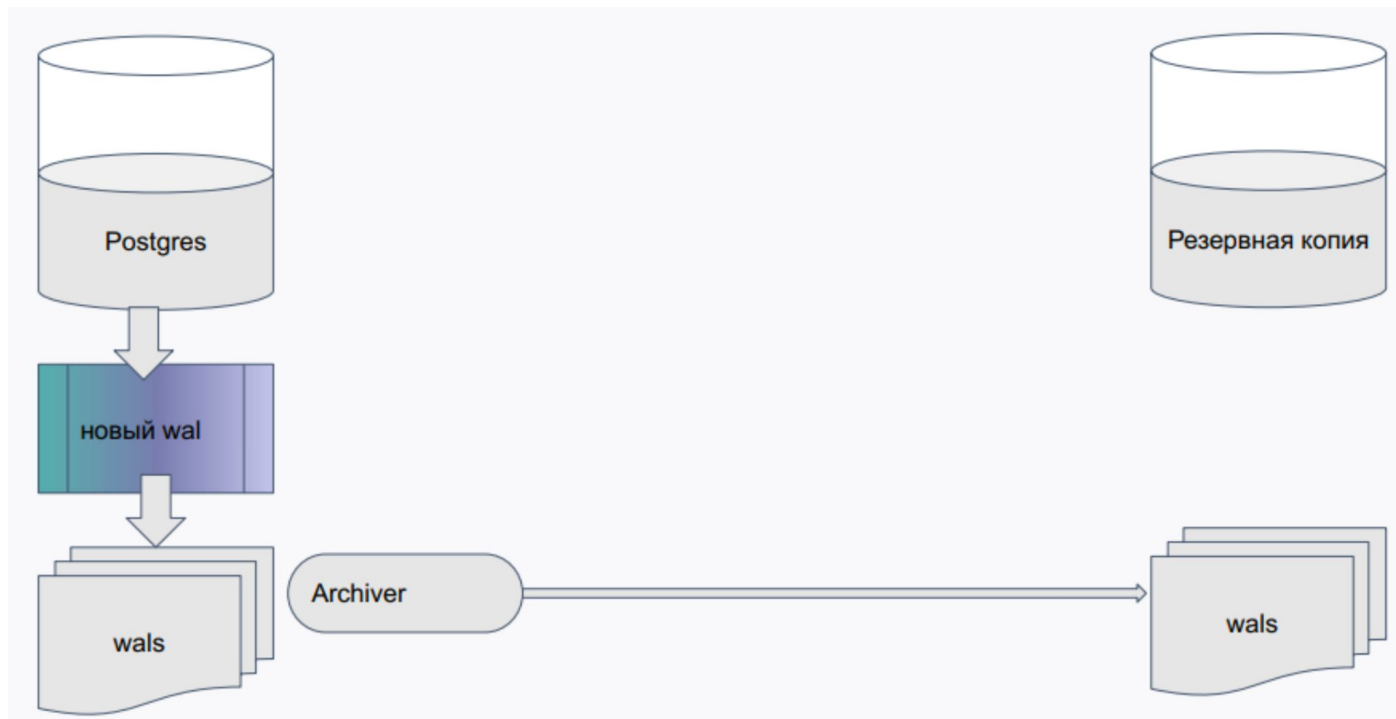 Postgres
Резервная копия
новый wal
Archiver
wals
wals